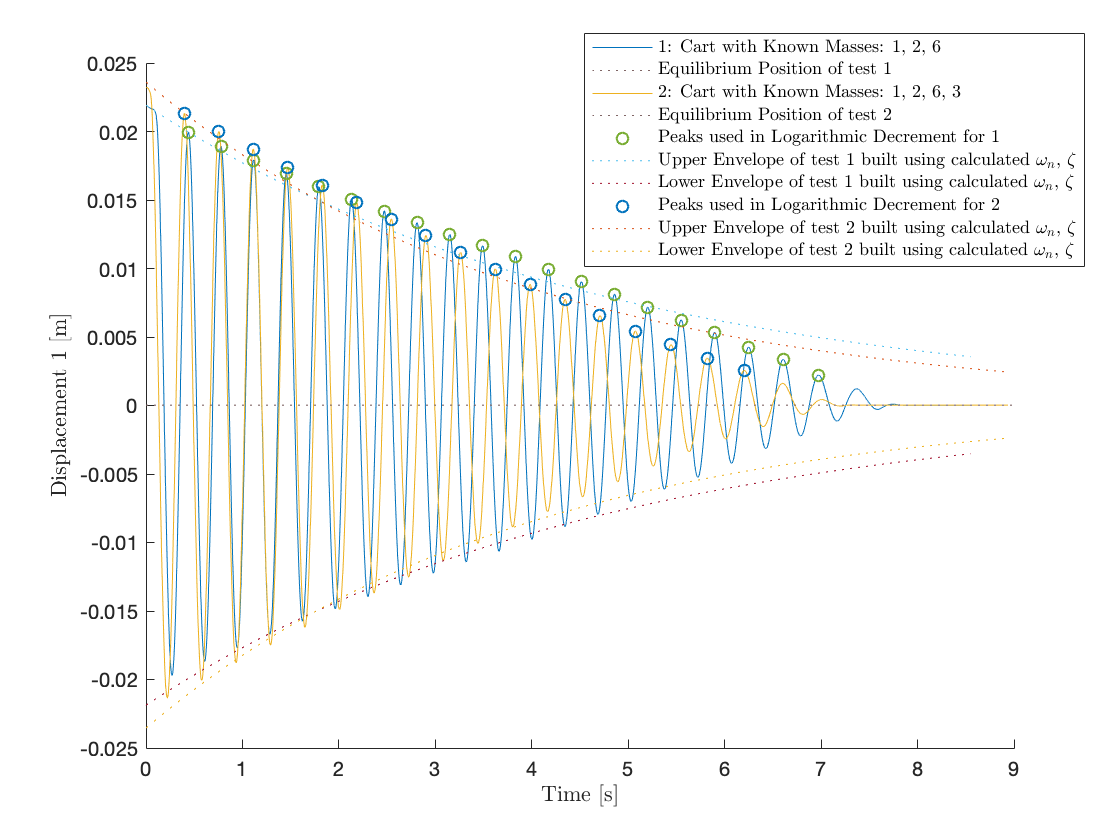 1: Cart with Known Masses: 1, 2, 6
Equilibrium Position of test 1
2: Cart with Known Masses: 1, 2, 6, 3
Equilibrium Position of test 2
Peaks used in Logarithmic Decrement for 1
Upper Envelope of test 1 built using calculated ωₙ, ζ
Lower Envelope of test 1 built using calculated ωₙ, ζ
Peaks used in Logarithmic Decrement for 2
Upper Envelope of test 2 built using calculated ωₙ, ζ
Lower Envelope of test 2 built using calculated ωₙ, ζ
0.025
0.02
0.015
0.01
0.005
0
-0.005
-0.01
-0.015
-0.02
-0.025
Displacement 1 [m]
0 1 2 3 4 5 6 7 8 9
Time [s]